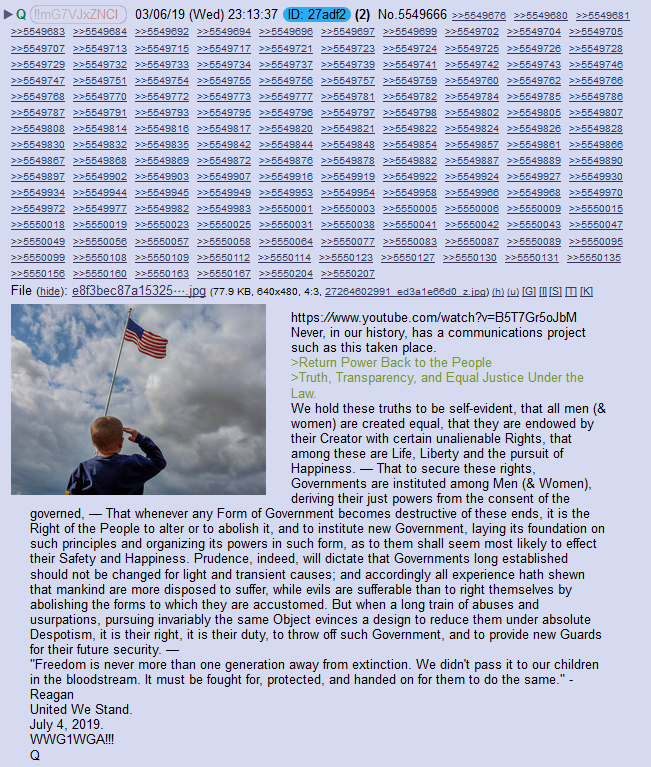 ▶ Q !!mG7VJxZNCI 03/06/19 (Wed) 23:13:37 ID: 27adf2 (2) No.5549666 >>5549676 >>5549680 >>5549681
>>5549683 >>5549684 >>5549692 >>5549694 >>5549696 >>5549697 >>5549699 >>5549702 >>5549704 >>5549705
>>5549707 >>5549713 >>5549715 >>5549717 >>5549721 >>5549723 >>5549724 >>5549725 >>5549726 >>5549728
>>5549729 >>5549732 >>5549733 >>5549734 >>5549737 >>5549739 >>5549741 >>5549742 >>5549743 >>5549746
>>5549747 >>5549751 >>5549754 >>5549755 >>5549756 >>5549757 >>5549759 >>5549760 >>5549762 >>5549766
>>5549768 >>5549770 >>5549772 >>5549773 >>5549777 >>5549781 >>5549782 >>5549784 >>5549785 >>5549786
>>5549787 >>5549791 >>5549793 >>5549795 >>5549796 >>5549797 >>5549798 >>5549802 >>5549805 >>5549807
>>5549808 >>5549814 >>5549816 >>5549817 >>5549820 >>5549821 >>5549822 >>5549824 >>5549826 >>5549828
>>5549830 >>5549832 >>5549835 >>5549842 >>5549844 >>5549848 >>5549854 >>5549857 >>5549861 >>5549866
>>5549867 >>5549868 >>5549869 >>5549872 >>5549876 >>5549878 >>5549882 >>5549887 >>5549889 >>5549890
>>5549897 >>5549902 >>5549903 >>5549907 >>5549916 >>5549919 >>5549922 >>5549924 >>5549927 >>5549930
>>5549934 >>5549944 >>5549945 >>5549949 >>5549953 >>5549954 >>5549958 >>5549966 >>5549968 >>5549970
>>5549972 >>5549977 >>5549982 >>5549983 >>5550001 >>5550003 >>5550005 >>5550006 >>5550009 >>5550015
>>5550018 >>5550019 >>5550023 >>5550025 >>5550031 >>5550038 >>5550041 >>5550042 >>5550043 >>5550047
>>5550049 >>5550056 >>5550057 >>5550058 >>5550064 >>5550077 >>5550083 >>5550087 >>5550089 >>5550095
>>5550099 >>5550108 >>5550109 >>5550112 >>5550114 >>5550123 >>5550127 >>5550130 >>5550131 >>5550135
>>5550156 >>5550160 >>5550163 >>5550167 >>5550204 >>5550207
File (hide): e8f3bec87a15325⋯.jpg (77.9 KB, 640x480, 4:3, 27264602991_ed3a1e66d0_z.jpg) (h) (u) [G] [I] [S] [T] [K]
https://www.youtube.com/watch?v=B5T7Gr5oJbM
Never, in our history, has a communications project
such as this taken place.
>Return Power Back to the People
>Truth, Transparency, and Equal Justice Under the
Law.
We hold these truths to be self-evident, that all men (&
women) are created equal, that they are endowed by
their Creator with certain unalienable Rights, that
among these are Life, Liberty and the pursuit of
Happiness. — That to secure these rights,
Governments are instituted among Men (& Women),
deriving their just powers from the consent of the
governed, — That whenever any Form of Government becomes destructive of these ends, it is the
Right of the People to alter or to abolish it, and to institute new Government, laying its foundation on
such principles and organizing its powers in such form, as to them shall seem most likely to effect
their Safety and Happiness. Prudence, indeed, will dictate that Governments long established
should not be changed for light and transient causes; and accordingly all experience hath shewn
that mankind are more disposed to suffer, while evils are sufferable than to right themselves by
abolishing the forms to which they are accustomed. But when a long train of abuses and
usurpations, pursuing invariably the same Object evinces a design to reduce them under absolute
Despotism, it is their right, it is their duty, to throw off such Government, and to provide new Guards
for their future security. —
"Freedom is never more than one generation away from extinction. We didn't pass it to our children
in the bloodstream. It must be fought for, protected, and handed on for them to do the same." -
Reagan
United We Stand.
July 4, 2019.
WWG1WGA!!!
Q